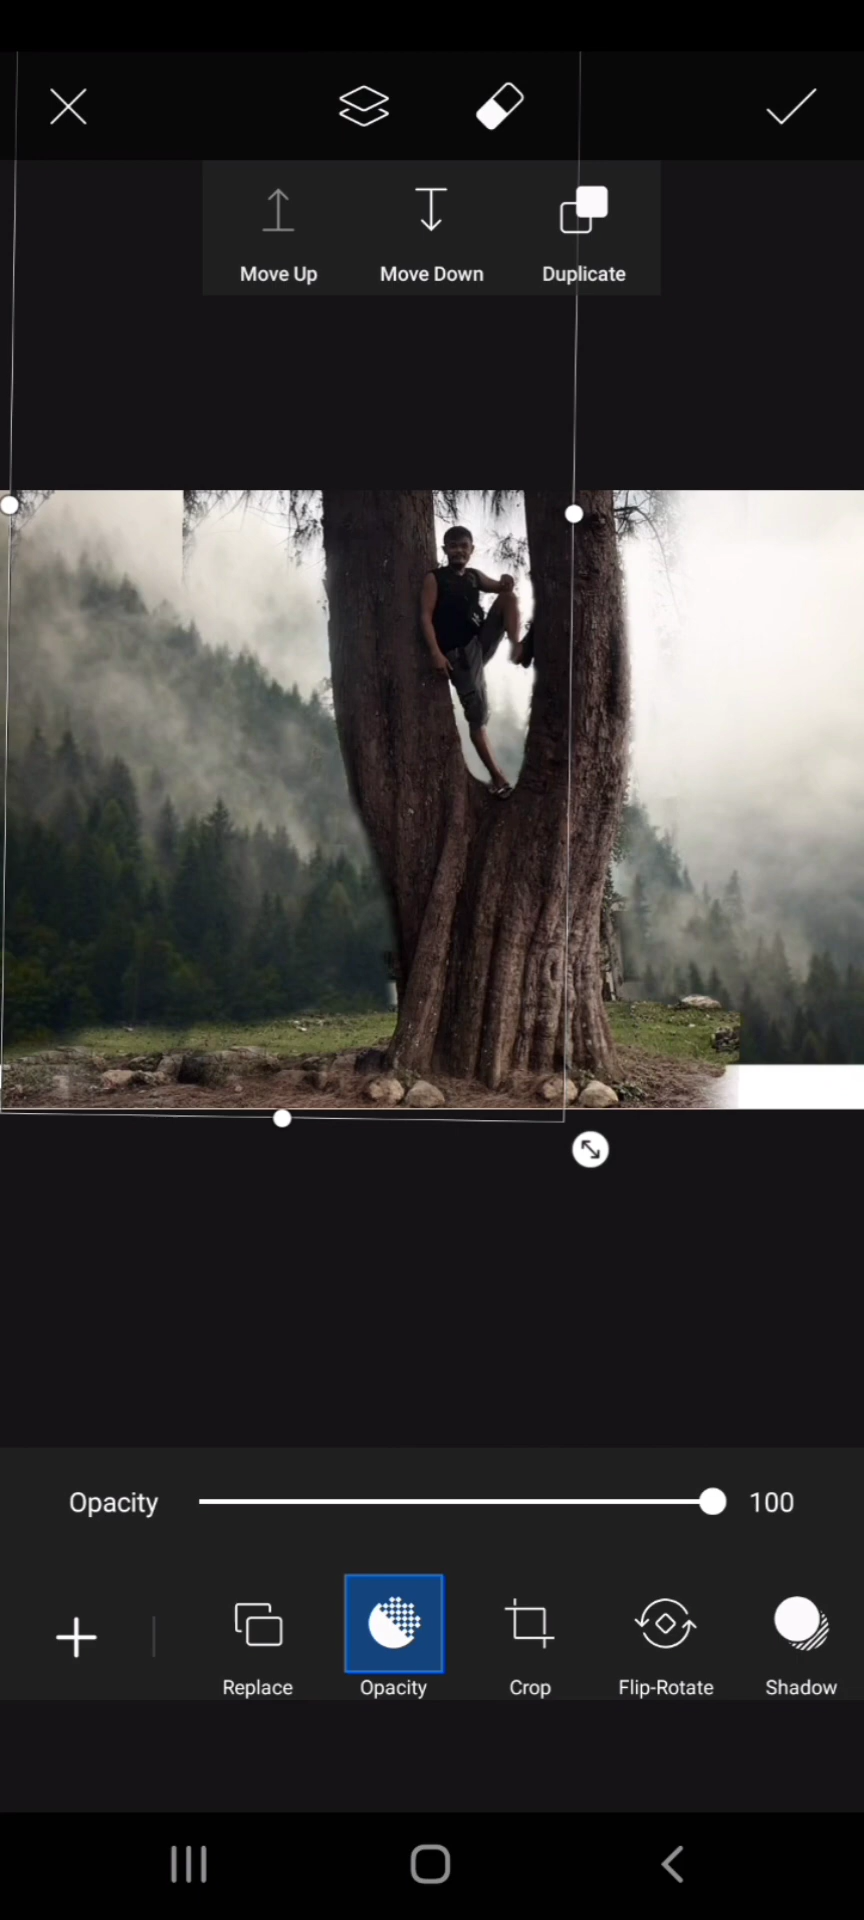 Move Up
Move Down
Duplicate
Opacity
100
Replace
Opacity
Crop
Flip-Rotate
Shadow